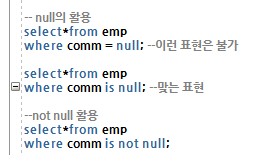 -- null의 활용
select*from emp
where comm = null; --이런 표현은 불가
select*from emp
where comm is null; --맞는 표현
--not null 활용
select*from emp
where comm is not null;